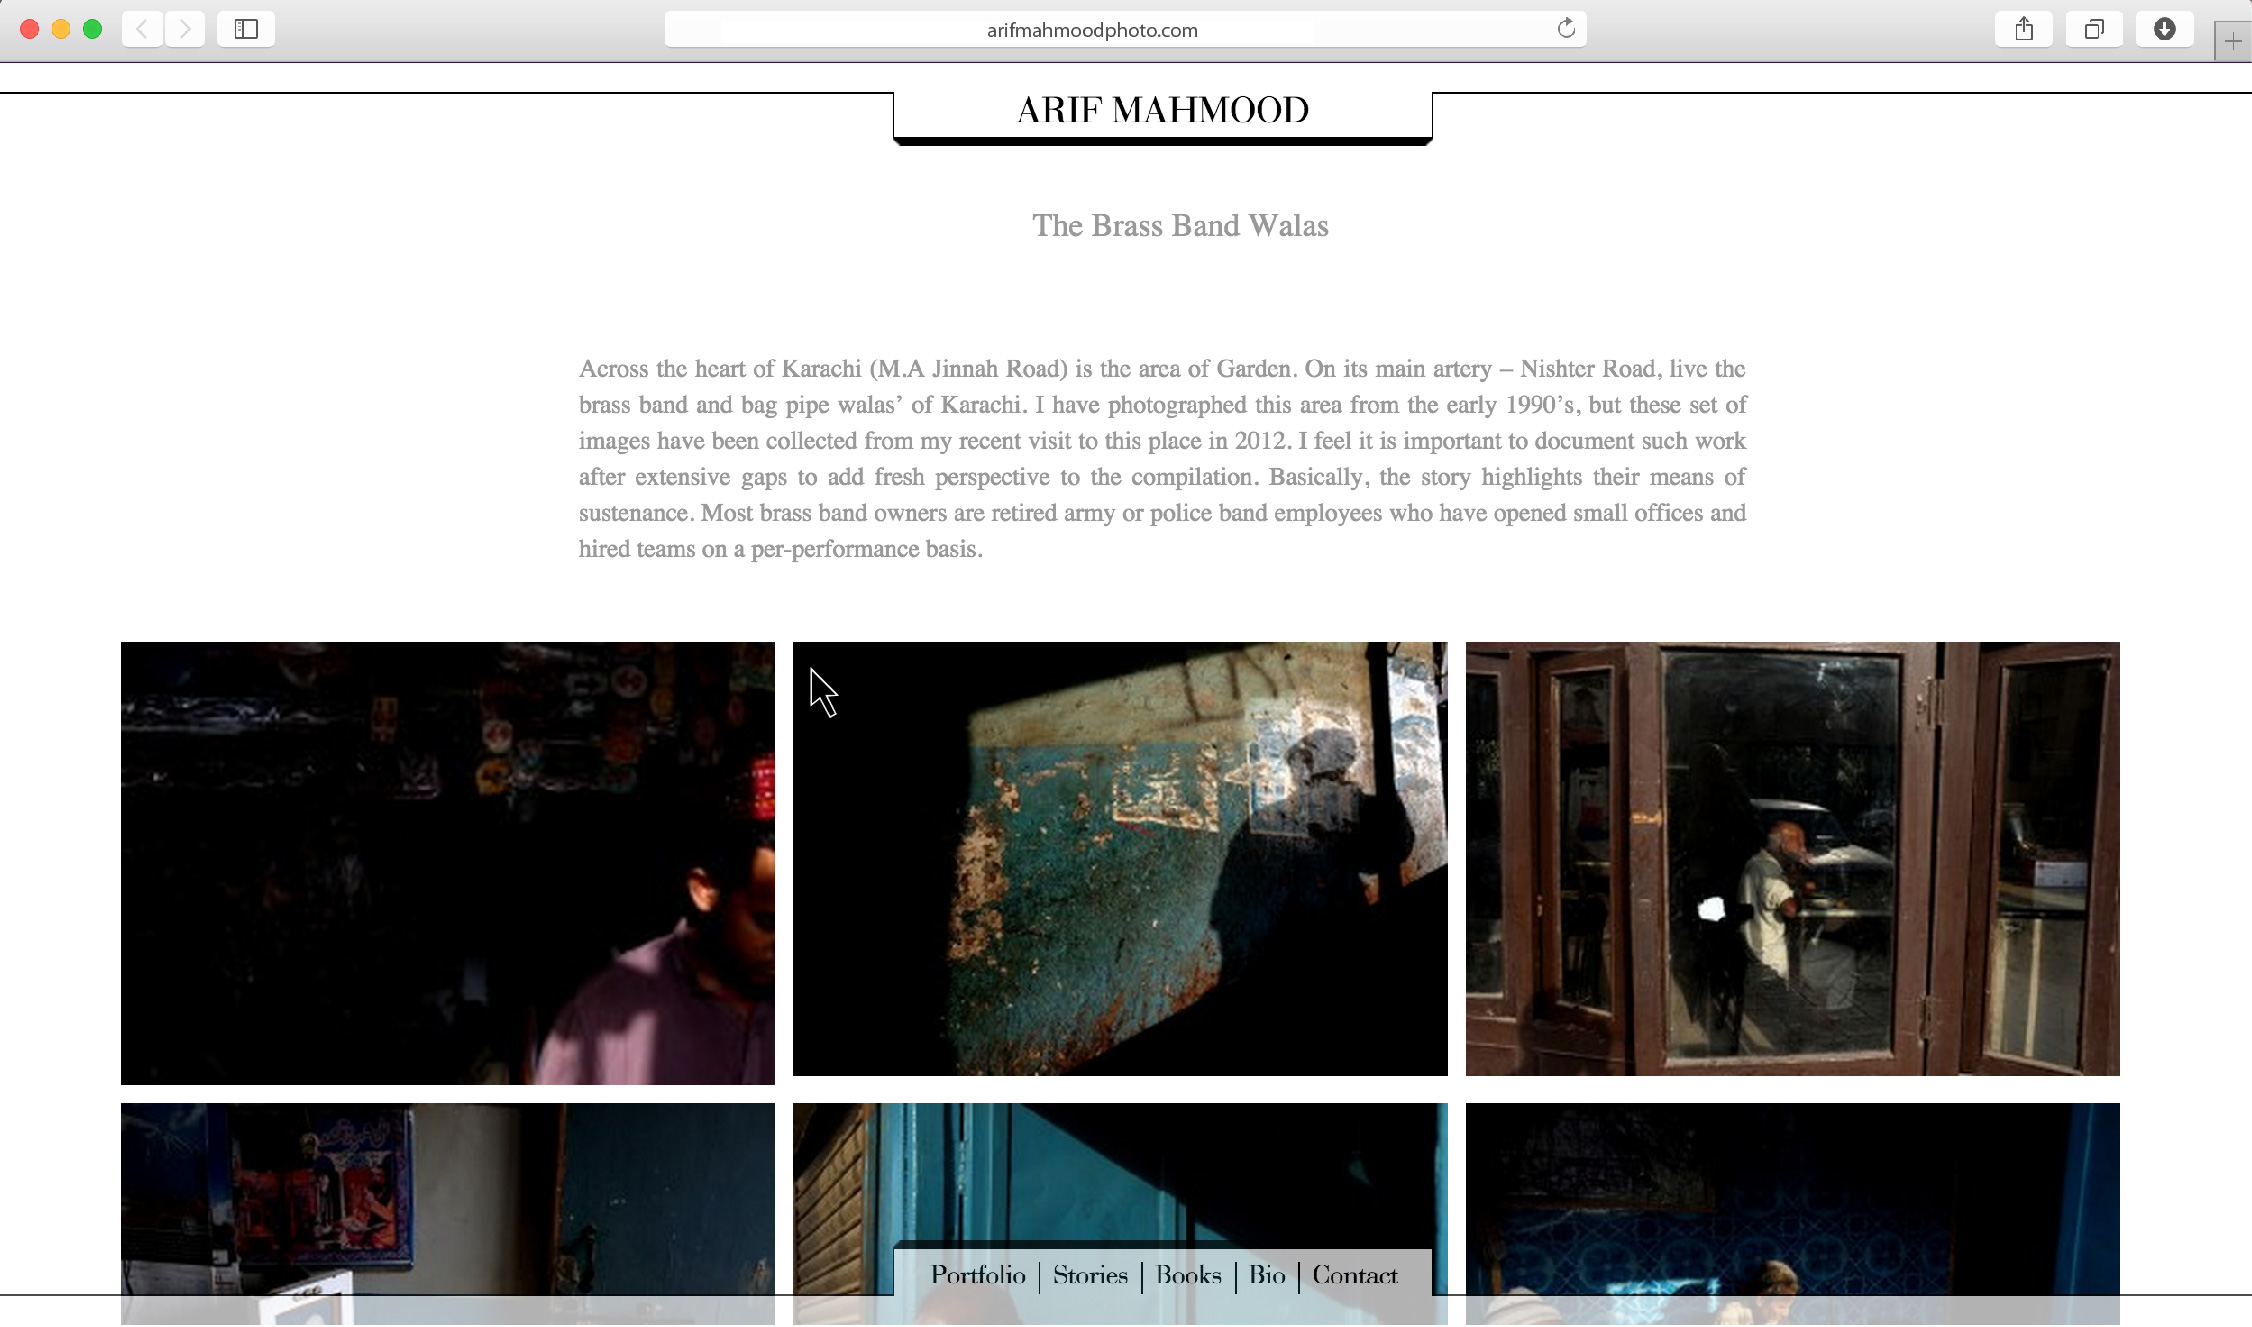 arifmahmoodphoto.com
ARIF MAHMOOD
The Brass Band Walas
Across the heart of Karachi (M.A Jinnah Road) is the area of Garden. On its main artery – Nishter Road, live the
brass band and bag pipe walas’ of Karachi. I have photographed this area from the early 1990’s, but these set of
images have been collected from my recent visit to this place in 2012. I feel it is important to document such work
after extensive gaps to add fresh perspective to the compilation. Basically, the story highlights their means of
sustenance. Most brass band owners are retired army or police band employees who have opened small offices and
hired teams on a per-performance basis.
Portfolio | Stories | Books | Bio | Contact